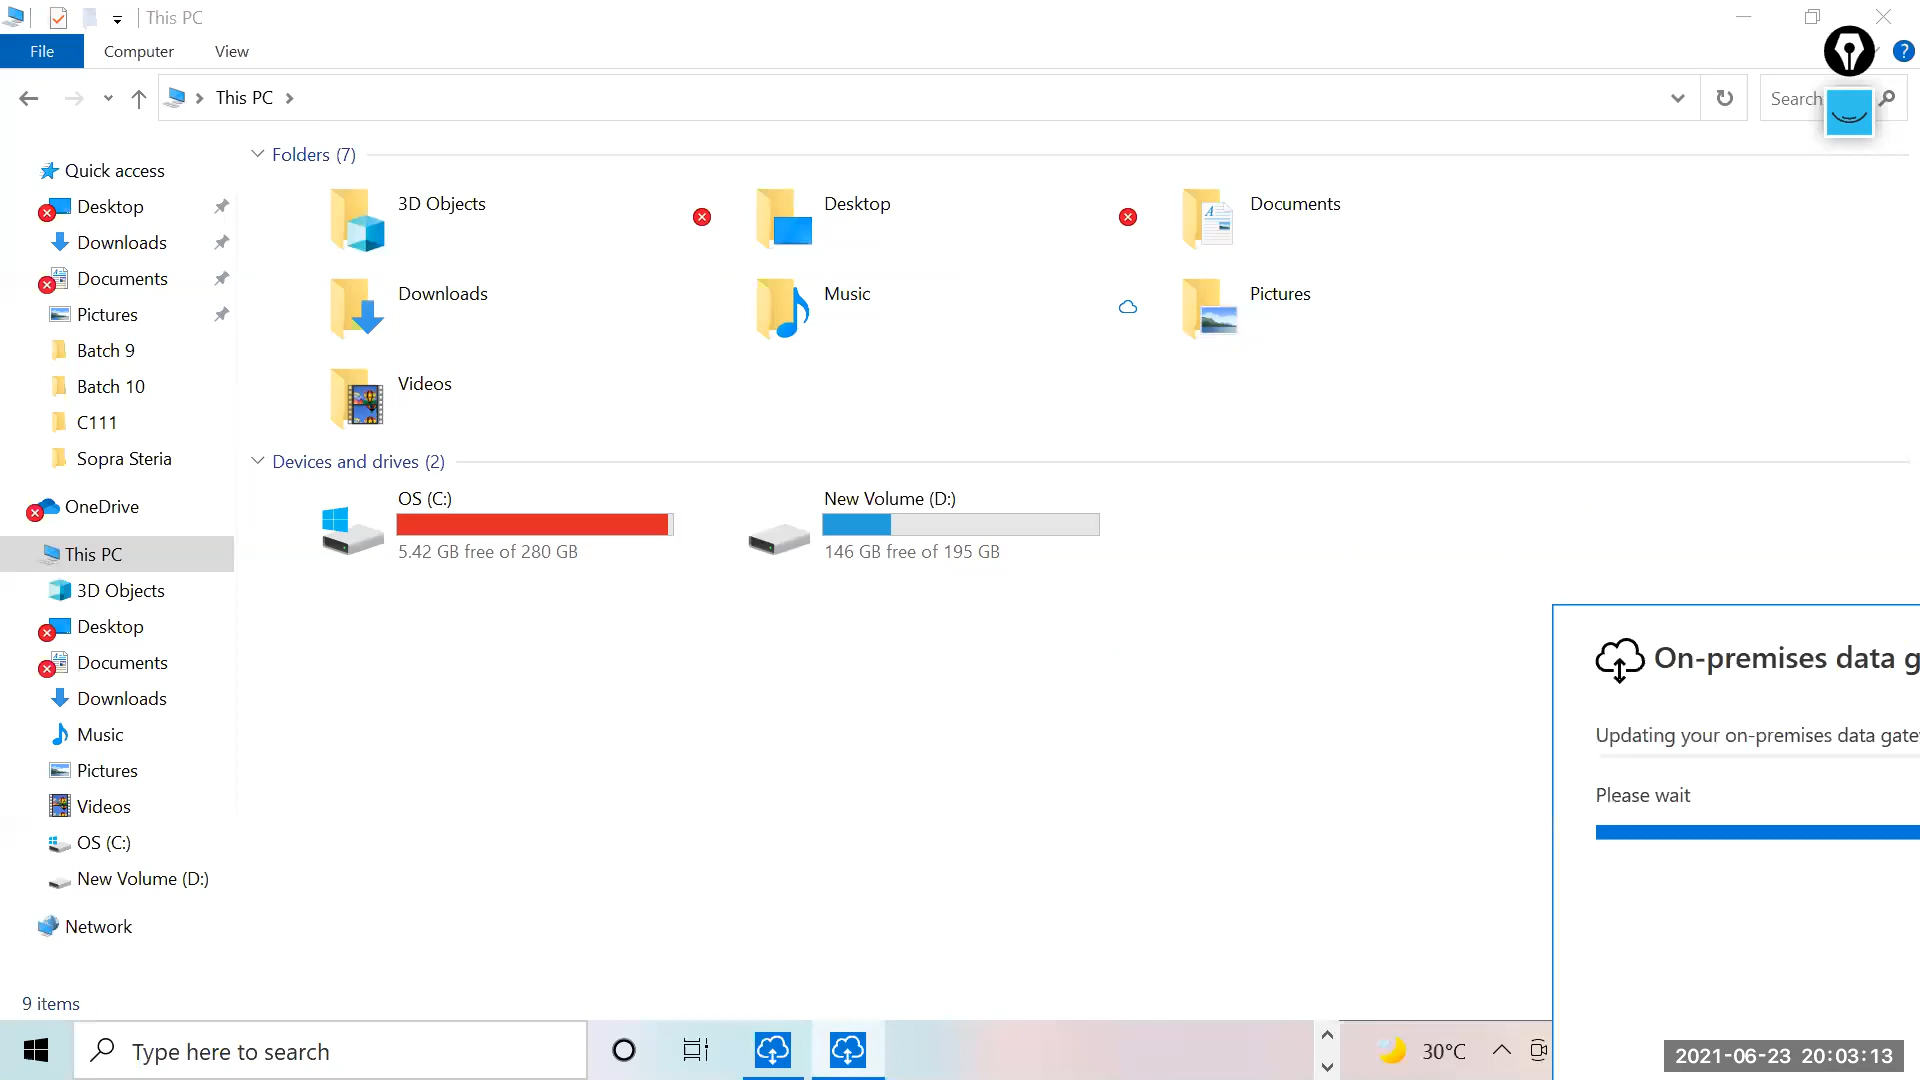 This PC
File
Computer
View
?
This PC
Search
Quick access
Desktop
Downloads
Documents
Pictures
Batch 9
Batch 10
C111
Sopra Steria
OneDrive
This PC
3D Objects
Desktop
Documents
Downloads
Music
Pictures
Videos
OS (C:)
New Volume (D:)
Network
Folders (7)
3D Objects
Desktop
Documents
Downloads
Music
Pictures
Videos
Devices and drives (2)
OS (C:)
5.42 GB free of 280 GB
New Volume (D:)
146 GB free of 195 GB
On-premises data g
Updating your on-premises data gate
Please wait
9 items
Type here to search
30°C
2021-06-23 20:03:13